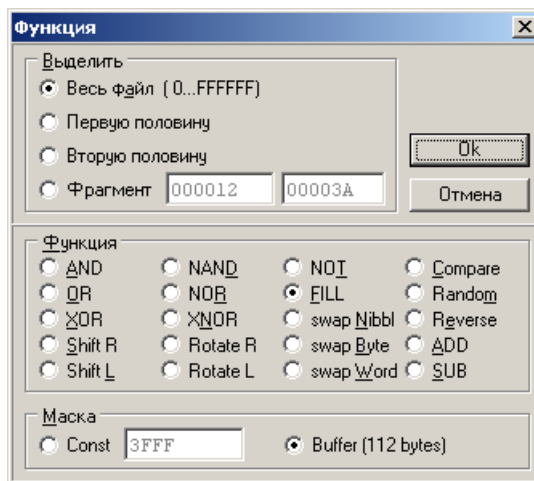 Функция
Выделить
Весь файл ( 0...FFFFFF)
Первую половину
Вторую половину
Фрагмент 000012 00003A
Ok
Отмена
Функция
AND NAND NOT Compare
OR NOR FILL Random
XOR XNOR swap Nibbl Reverse
Shift R Rotate R swap Byte ADD
Shift L Rotate L swap Word SUB
Маска
Const 3FFF Buffer (112 bytes)